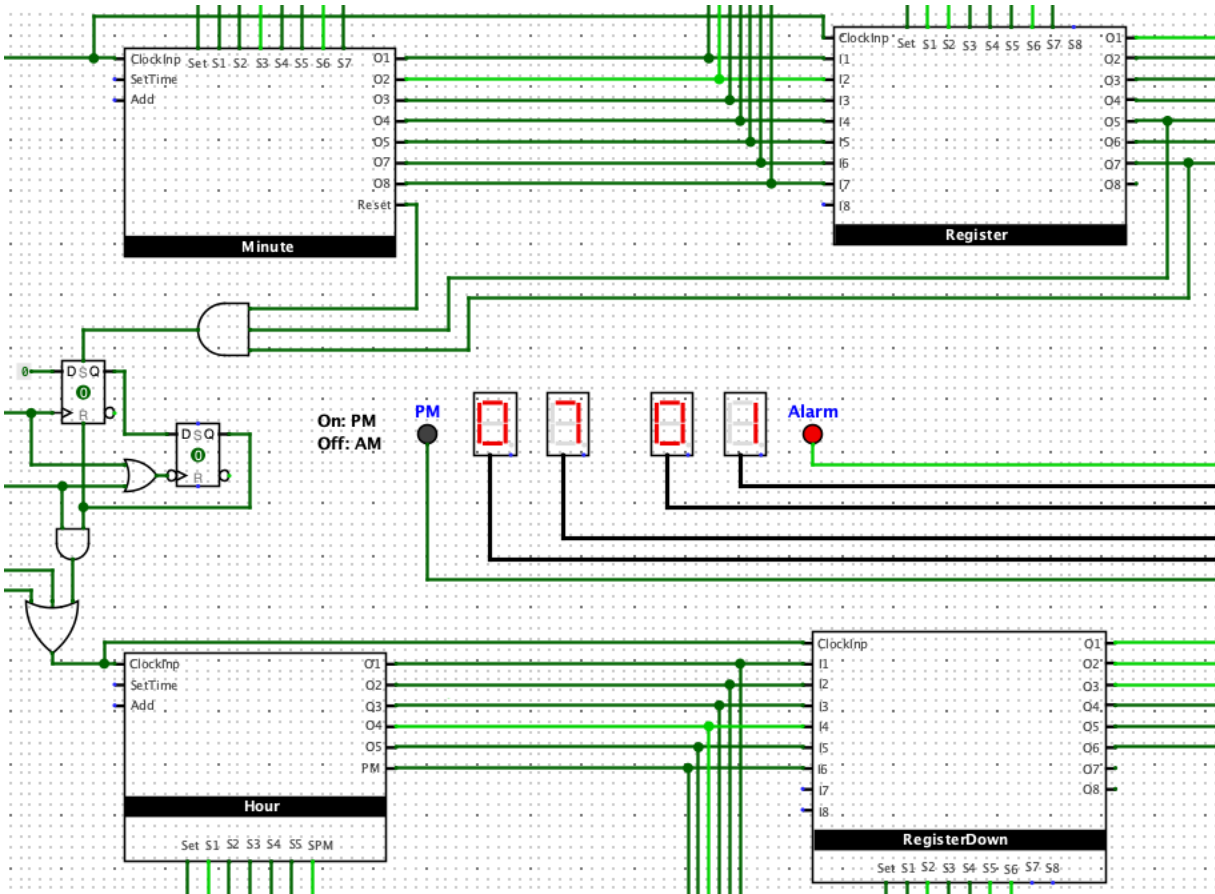 ClockInp Set S1 S2 S3 S4 S5 S6 S7 O1
SetTime O2
Add O3
O4
O5
O7
O8
Reset
Minute
ClockInp Set S1 S2 S3 S4 S5 S6 S7 S8 O1
I1 O2
I2 O3
I3 O4
I4 O5
I5 O6
I6 O7
I7 O8
I8
Register
0 D S Q
0
R
D S Q
0
R
On: PM
Off: AM
PM
07 01
Alarm
ClockInp O1
SetTime O2
Add O3
O4
O5
PM
Hour
Set S1 S2 S3 S4 S5 SPM
ClockInp O1
I1 O2
I2 O3
I3 O4
I4 O5
I5 O6
I6 O7
I7 O8
I8
RegisterDown
Set S1 S2 S3 S4 S5 S6 S7 S8